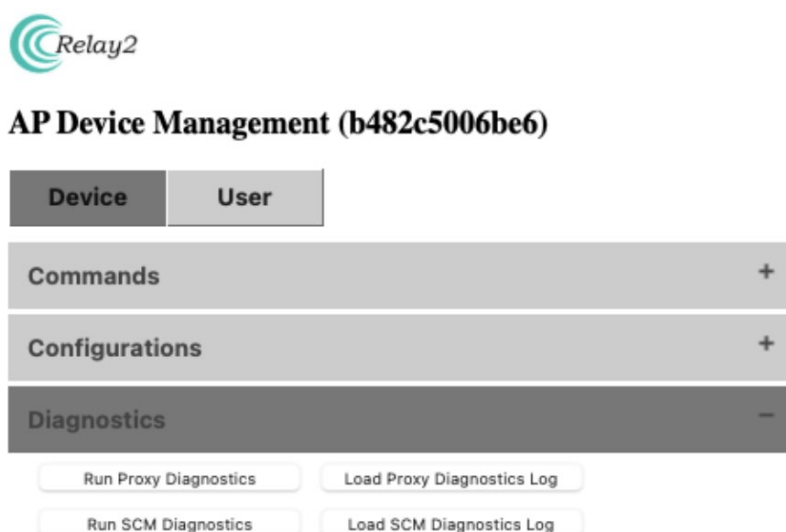 Relay2
AP Device Management (b482c5006be6)
Device User
Commands +
Configurations +
Diagnostics −
Run Proxy Diagnostics Load Proxy Diagnostics Log
Run SCM Diagnostics Load SCM Diagnostics Log